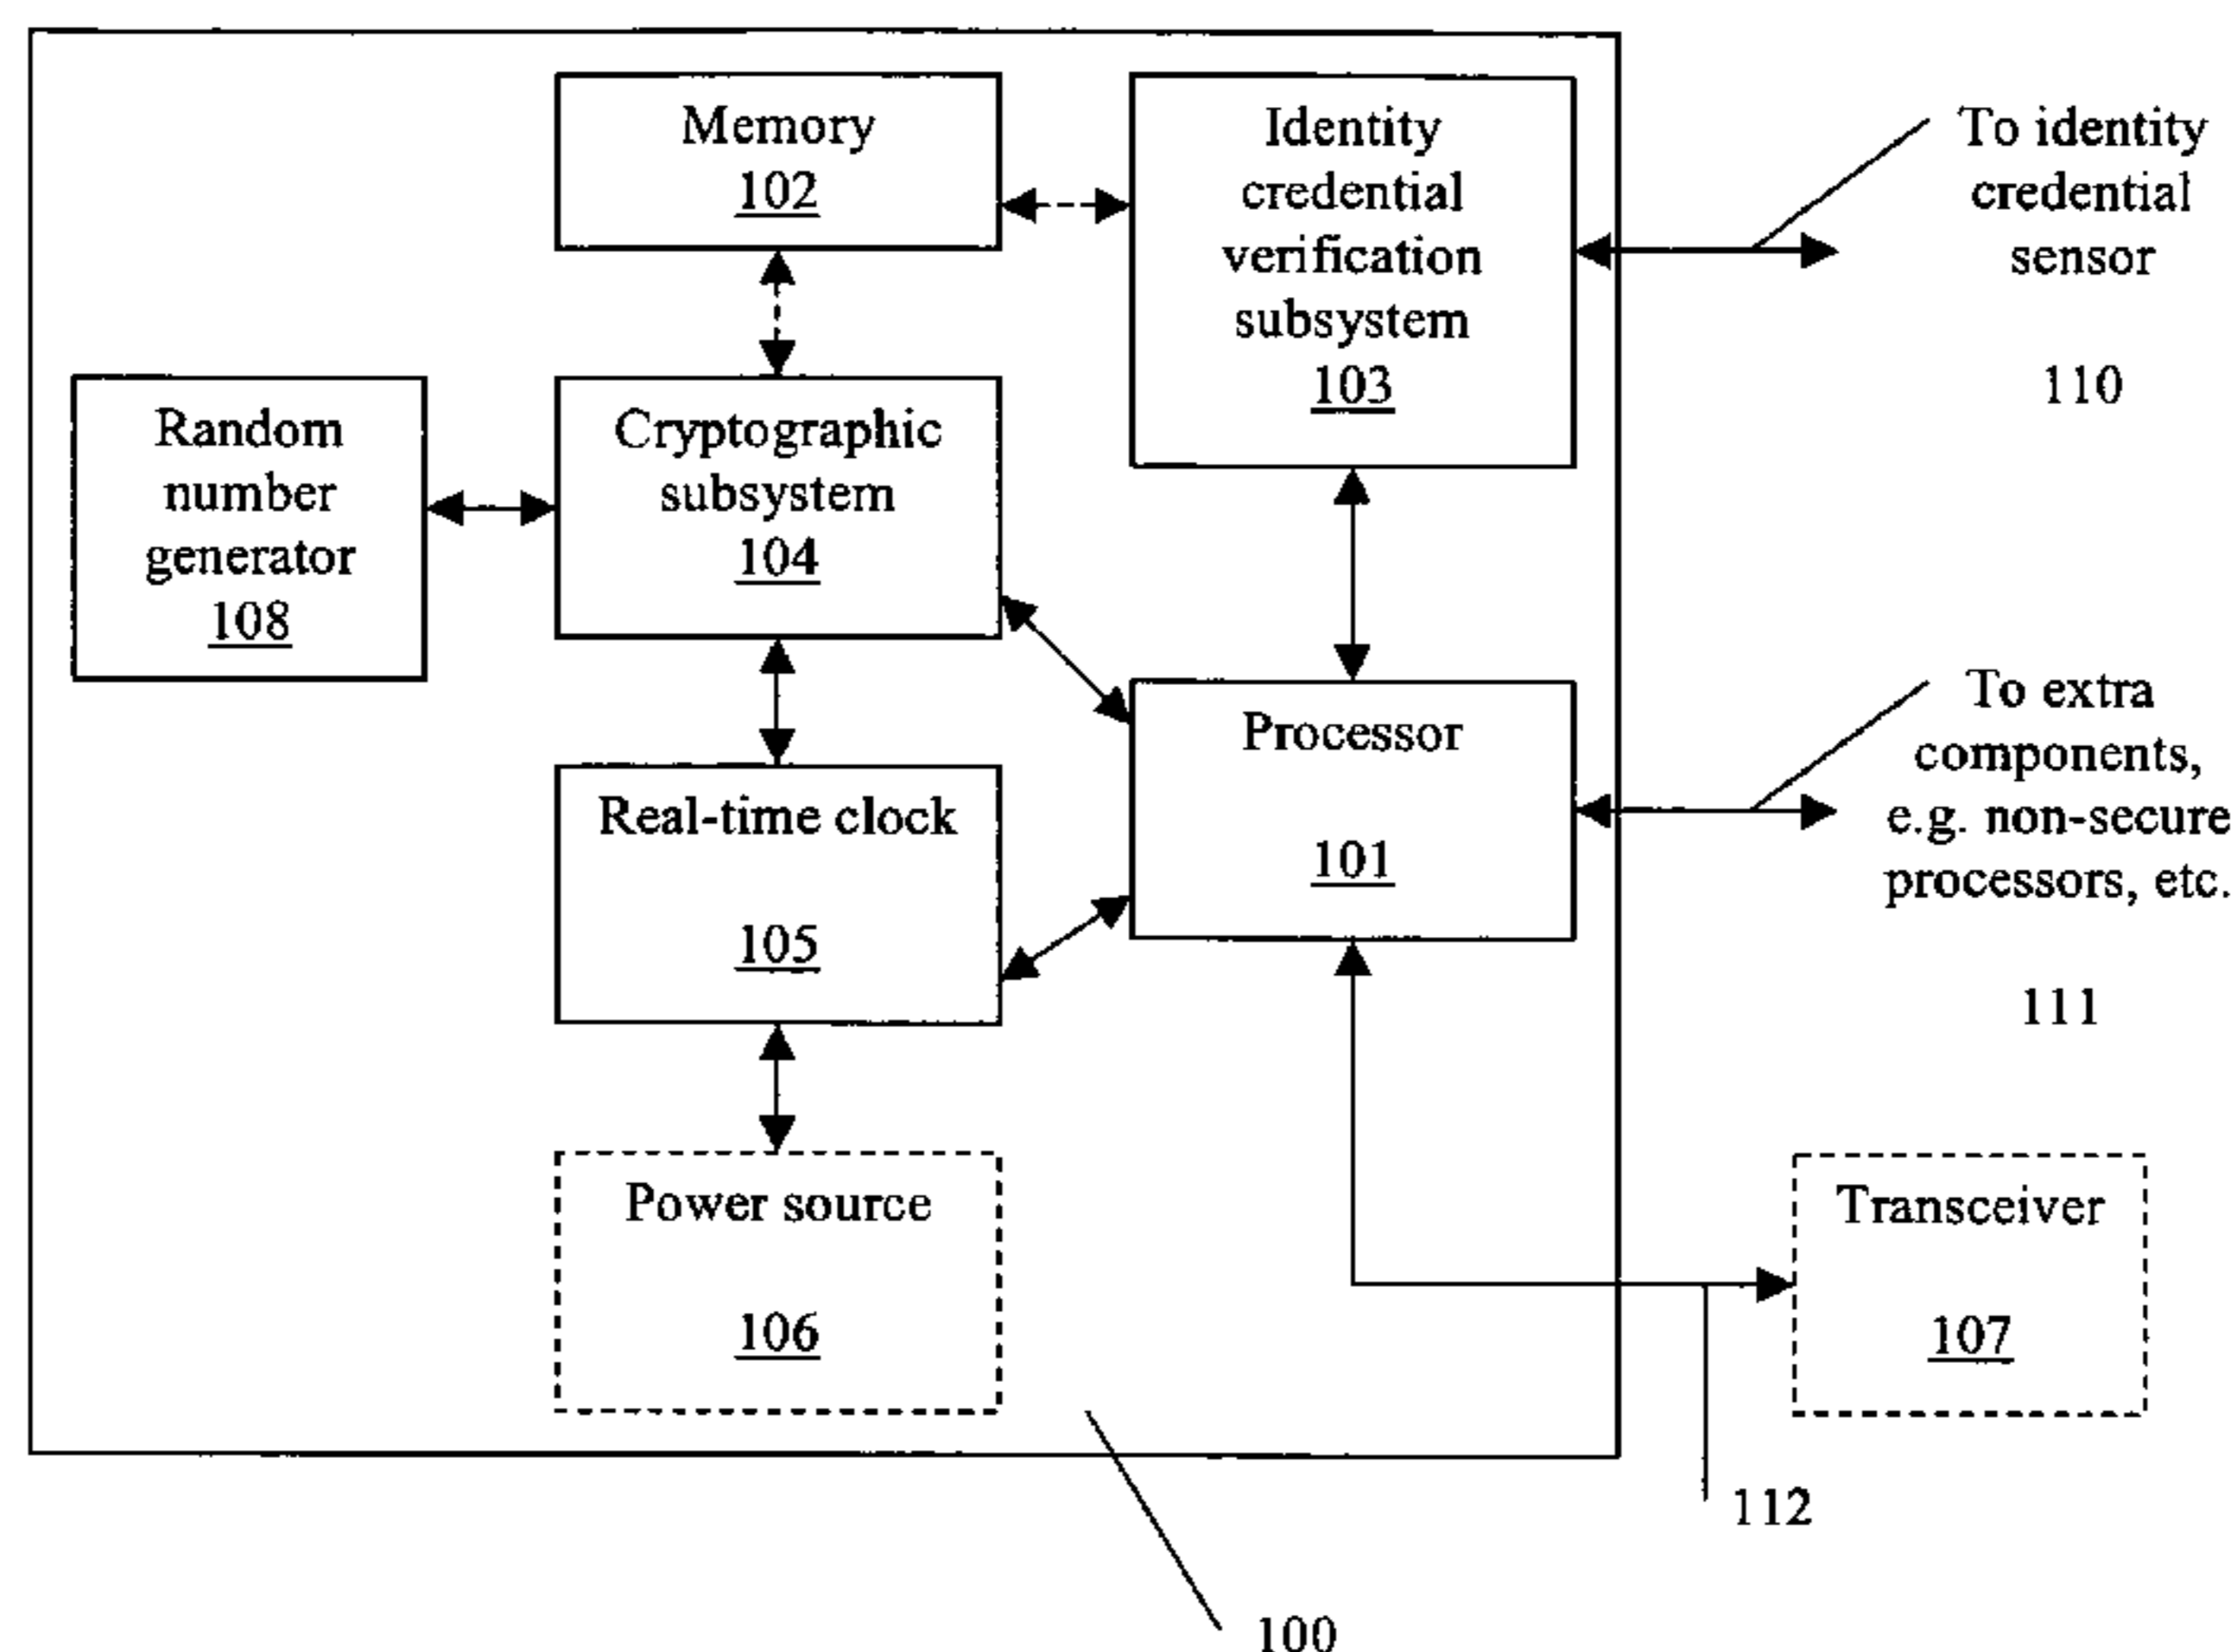 Memory
102
Identity
credential
verification
subsystem
103
To identity
credential
sensor
110
Random
number
generator
108
Cryptographic
subsystem
104
Processor
101
To extra
components,
e.g. non-secure
processors, etc.
111
Real-time clock
105
Power source
106
Transceiver
107
112
100